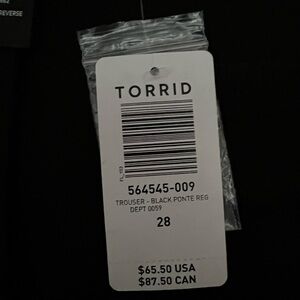 REVERSE
TORRID
564545-009
TROUSER - BLACK PONTE REG
DEPT 0059
28
$65.50 USA
$87.50 CAN